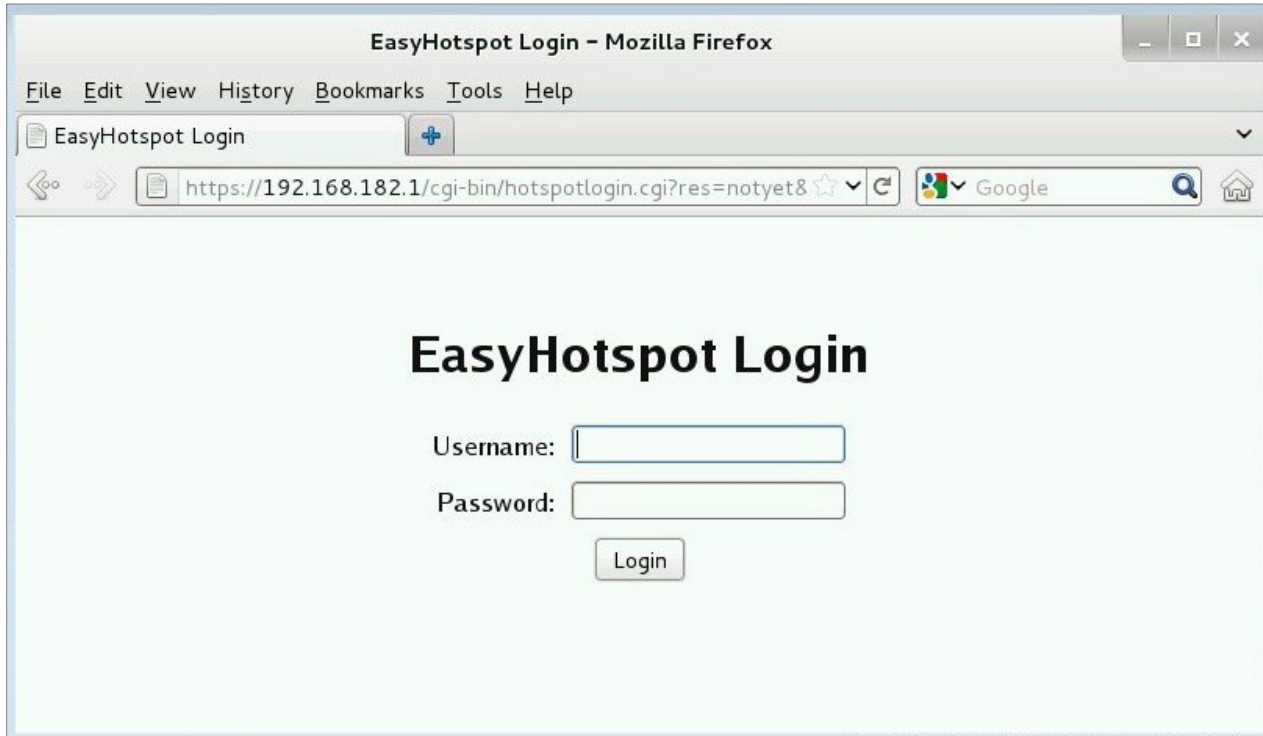 EasyHotspot Login - Mozilla Firefox
File Edit View History Bookmarks Tools Help
EasyHotspot Login
https://192.168.182.1/cgi-bin/hotspotlogin.cgi?res=notyet&
Google
EasyHotspot Login
Username:
Password:
Login